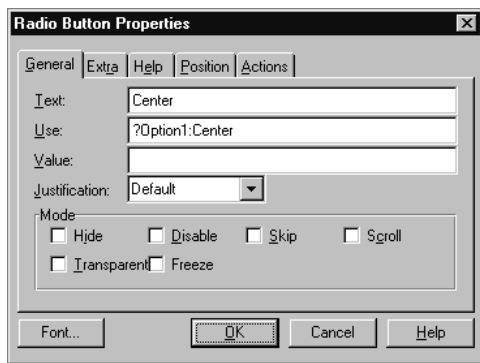 Radio Button Properties
General Extra Help Position Actions
Text: Center
Use: ?Option1:Center
Value:
Justification: Default
Mode
Hide Disable Skip Scroll
Transparent Freeze
Font... OK Cancel Help